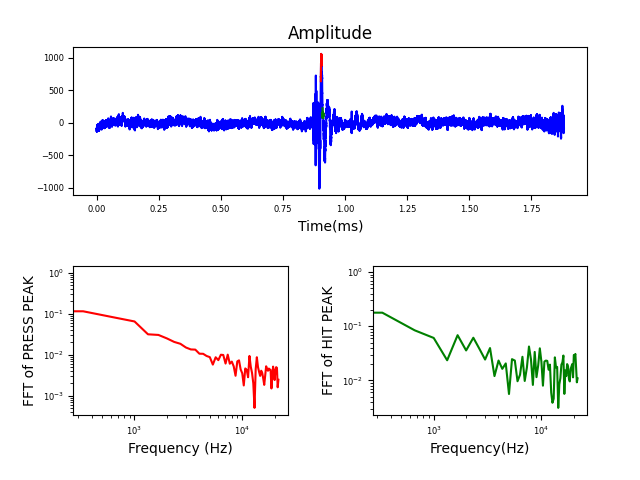 Amplitude
1000
500
0
−500
−1000
0.00 0.25 0.50 0.75 1.00 1.25 1.50 1.75
Time(ms)
FFT of PRESS PEAK
10⁰
10⁻¹
10⁻²
10⁻³
10³ 10⁴
Frequency (Hz)
FFT of HIT PEAK
10⁰
10⁻¹
10⁻²
10³ 10⁴
Frequency(Hz)